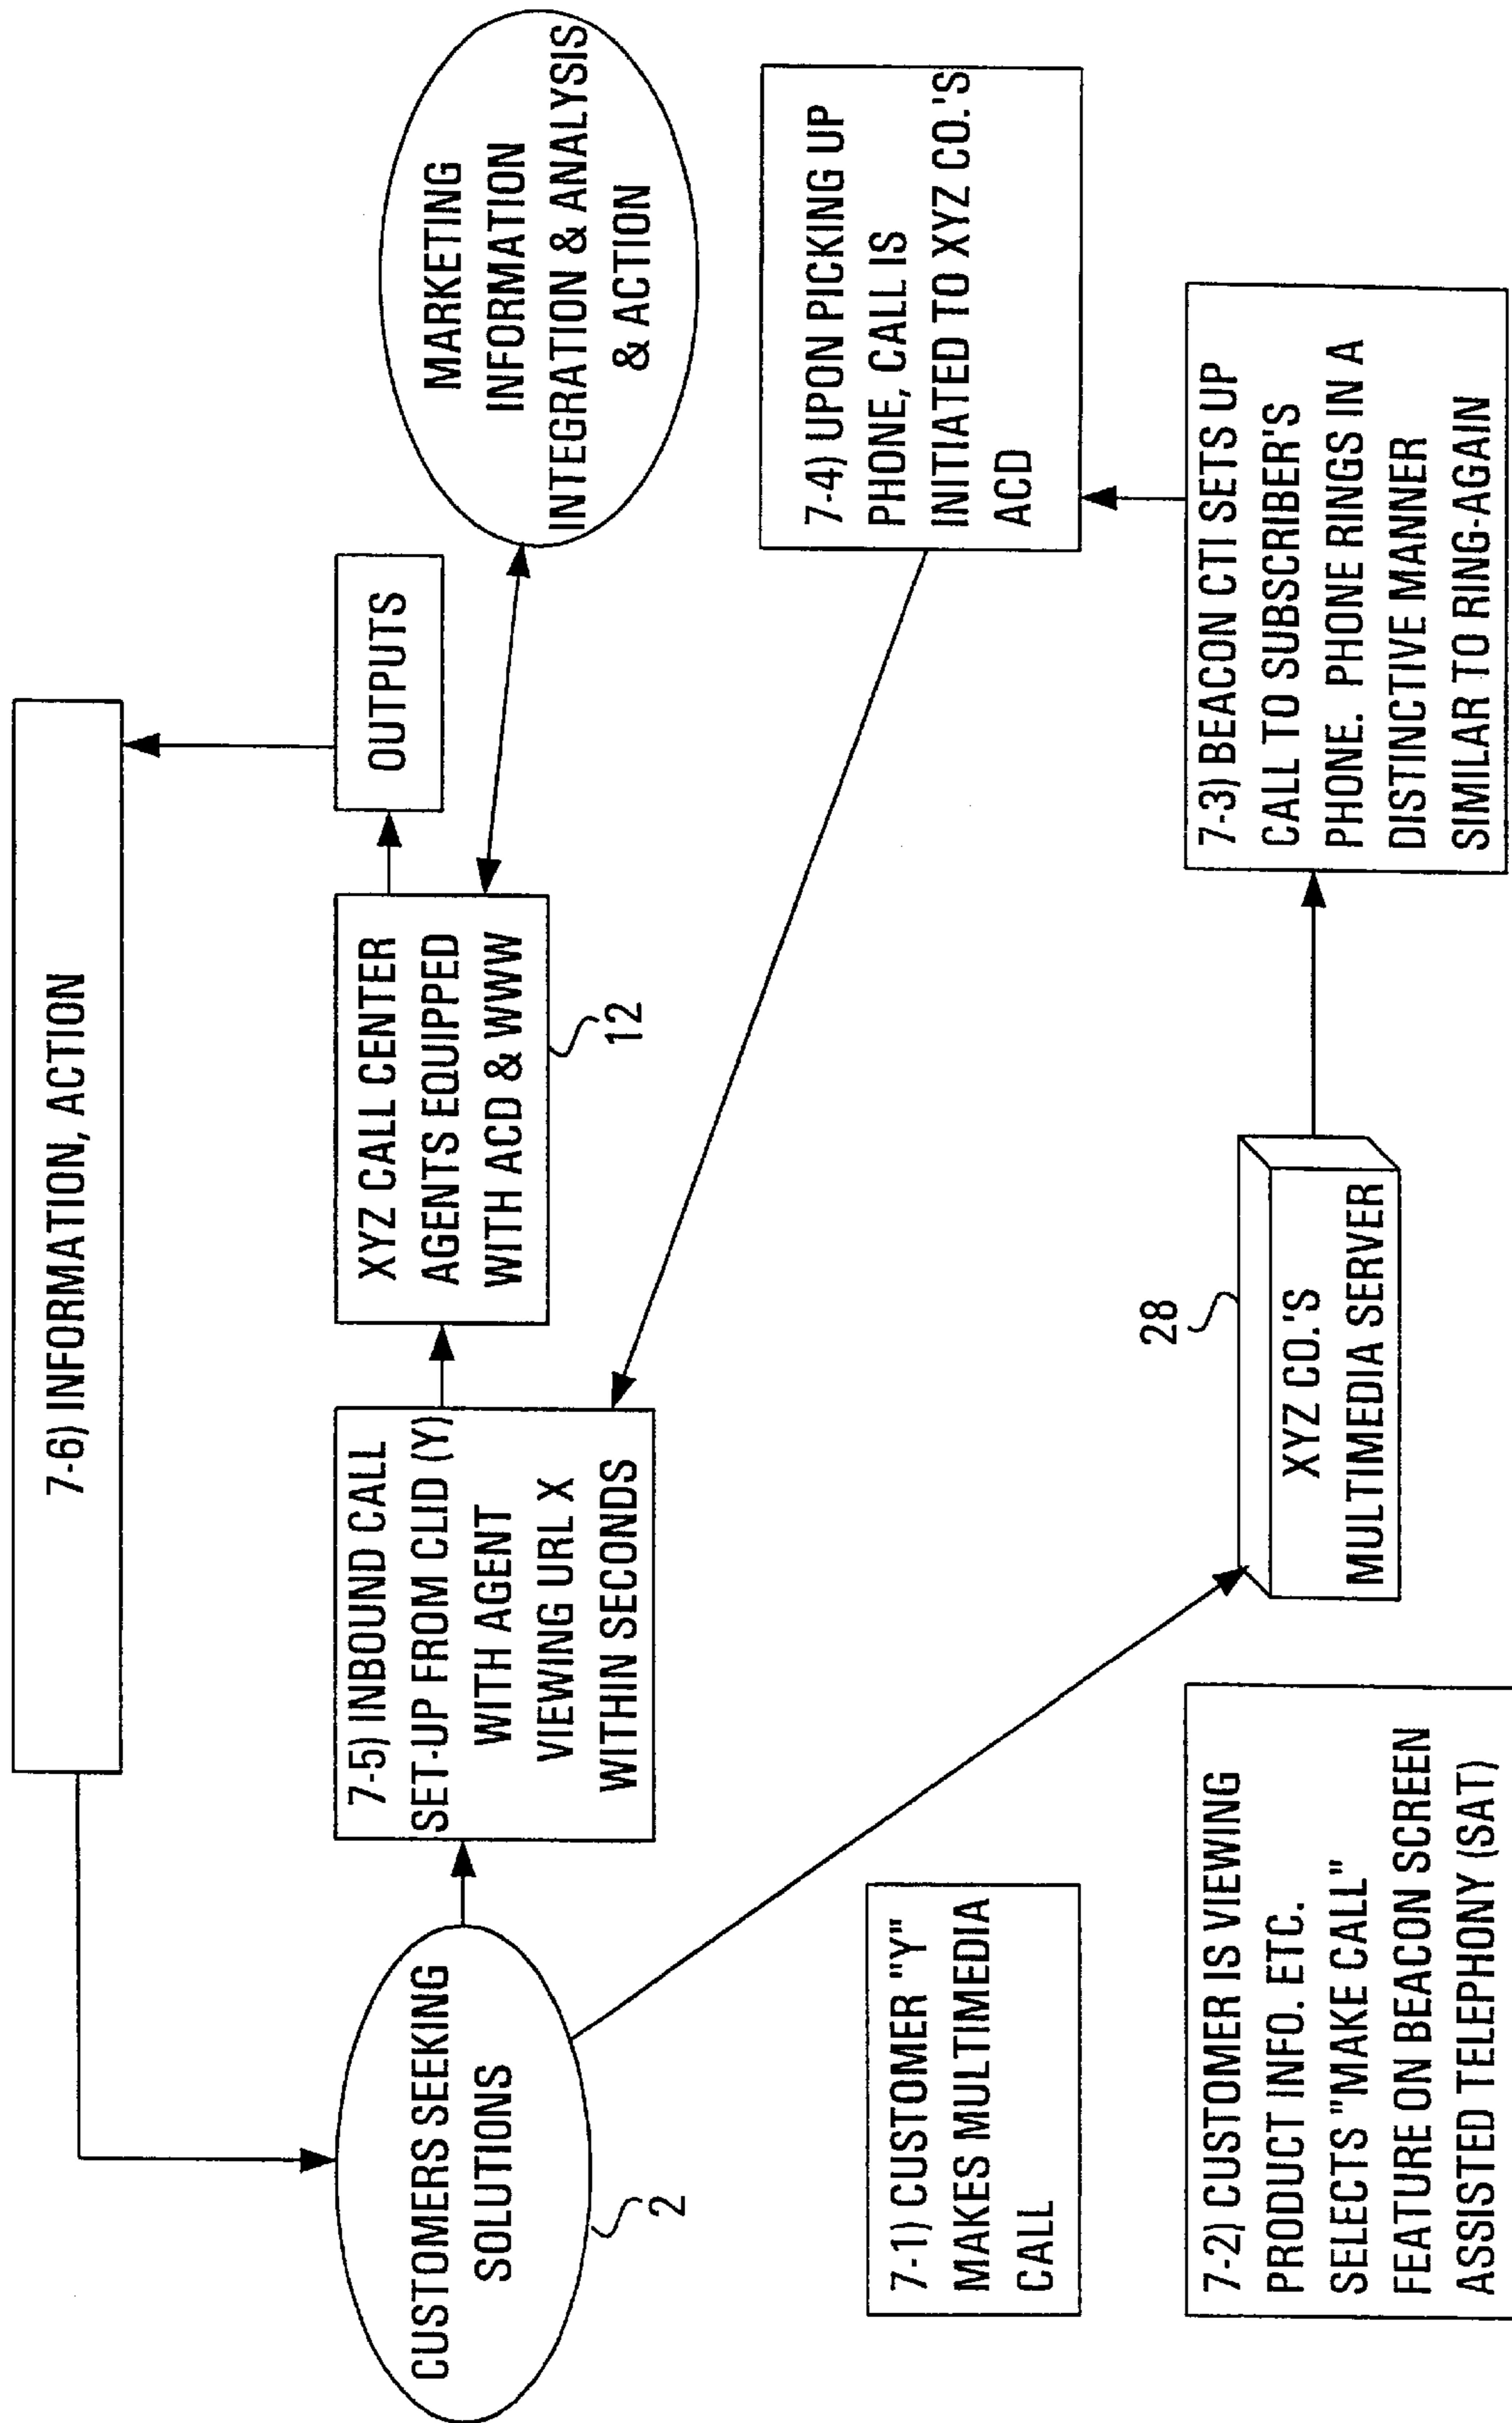 7-6) INFORMATION, ACTION
CUSTOMERS SEEKING
SOLUTIONS
2
7-5) INBOUND CALL
SET-UP FROM CLID (Y)
WITH AGENT
VIEWING URL X
WITHIN SECONDS
XYZ CALL CENTER
AGENTS EQUIPPED
WITH ACD & WWW
12
OUTPUTS
MARKETING
INFORMATION
INTEGRATION & ANALYSIS
& ACTION
7-1) CUSTOMER "Y"
MAKES MULTIMEDIA
CALL
7-4) UPON PICKING UP
PHONE, CALL IS
INITIATED TO XYZ CO.'S
ACD
7-2) CUSTOMER IS VIEWING
PRODUCT INFO. ETC.
SELECTS "MAKE CALL"
FEATURE ON BEACON SCREEN
ASSISTED TELEPHONY (SAT)
28
XYZ CO.'S
MULTIMEDIA SERVER
7-3) BEACON CTI SETS UP
CALL TO SUBSCRIBER'S
PHONE. PHONE RINGS IN A
DISTINCTIVE MANNER
SIMILAR TO RING-AGAIN